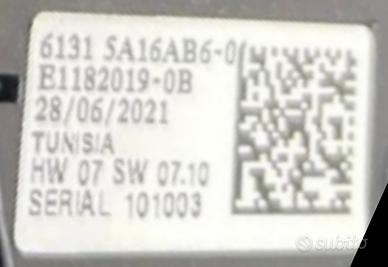 6131 5A16AB6-0
E1182019-0B
28/06/2021
TUNISIA
HW 07 SW 07.10
SERIAL 101003
subito